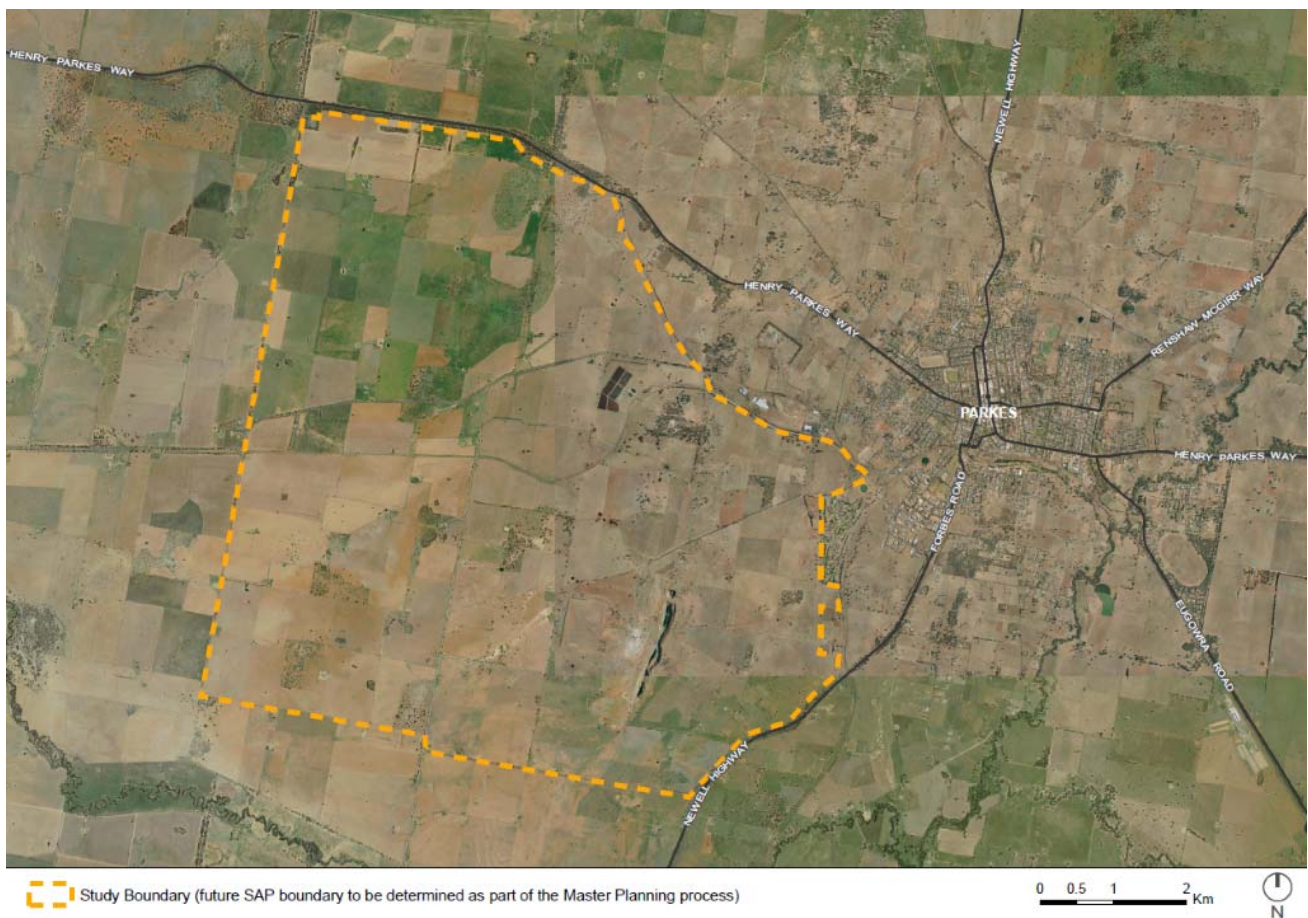 HENRY PARKES WAY
NEWELL HIGHWAY
HENRY PARKES WAY
RENSHAW MCGIRR WAY
PARKES
HENRY PARKES WAY
FORBES ROAD
EUGOWRA ROAD
NEWELL HIGHWAY
Study Boundary (future SAP boundary to be determined as part of the Master Planning process)
0 0.5 1 2
Km
N